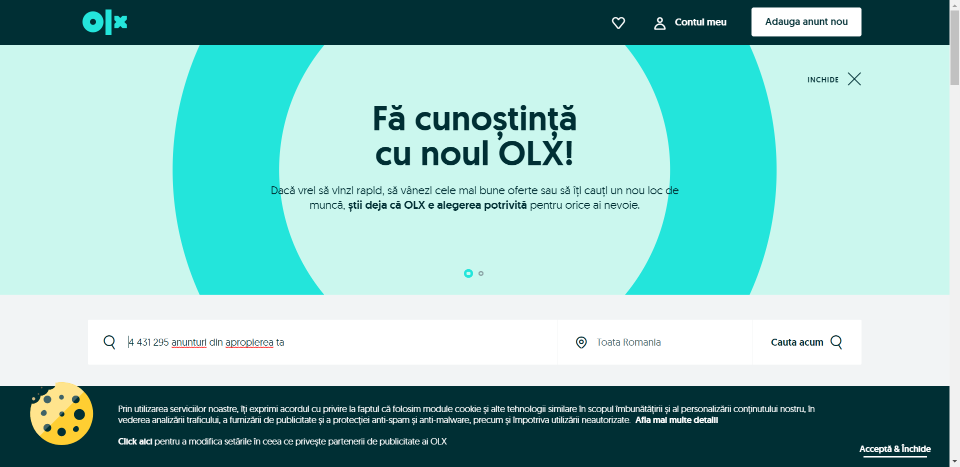 olx
Contul meu
Adauga anunt nou
INCHIDE
Fă cunoștință
cu noul OLX!
Dacă vrei să vinzi rapid, să vânezi cele mai bune oferte sau să îți cauți un nou loc de
muncă, știi deja că OLX e alegerea potrivită pentru orice ai nevoie.
4 431 295 anunturi din apropierea ta
Toata Romania
Cauta acum
Prin utilizarea serviciilor noastre, îți exprimi acordul cu privire la faptul că folosim module cookie și alte tehnologii similare în scopul îmbunătățirii și al personalizării conținutului nostru, în
vederea analizării traficului, a furnizării de publicitate și a protecției anti-spam și anti-malware, precum și împotriva utilizării neautorizate. Afla mai multe detalii
Click aici pentru a modifica setările în ceea ce privește partenerii de publicitate ai OLX
Acceptă & Închide